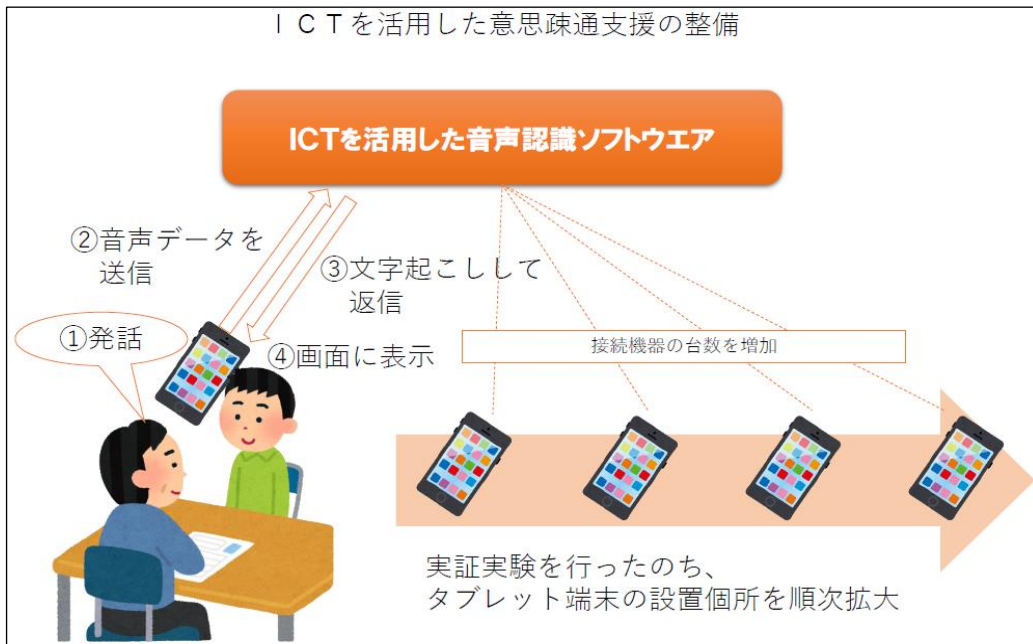 ＩＣＴを活用した意思疎通支援の整備
ICTを活用した音声認識ソフトウエア
②音声データを
送信
③文字起こしして
返信
①発話
④画面に表示
接続機器の台数を増加
実証実験を行ったのち、
タブレット端末の設置個所を順次拡大